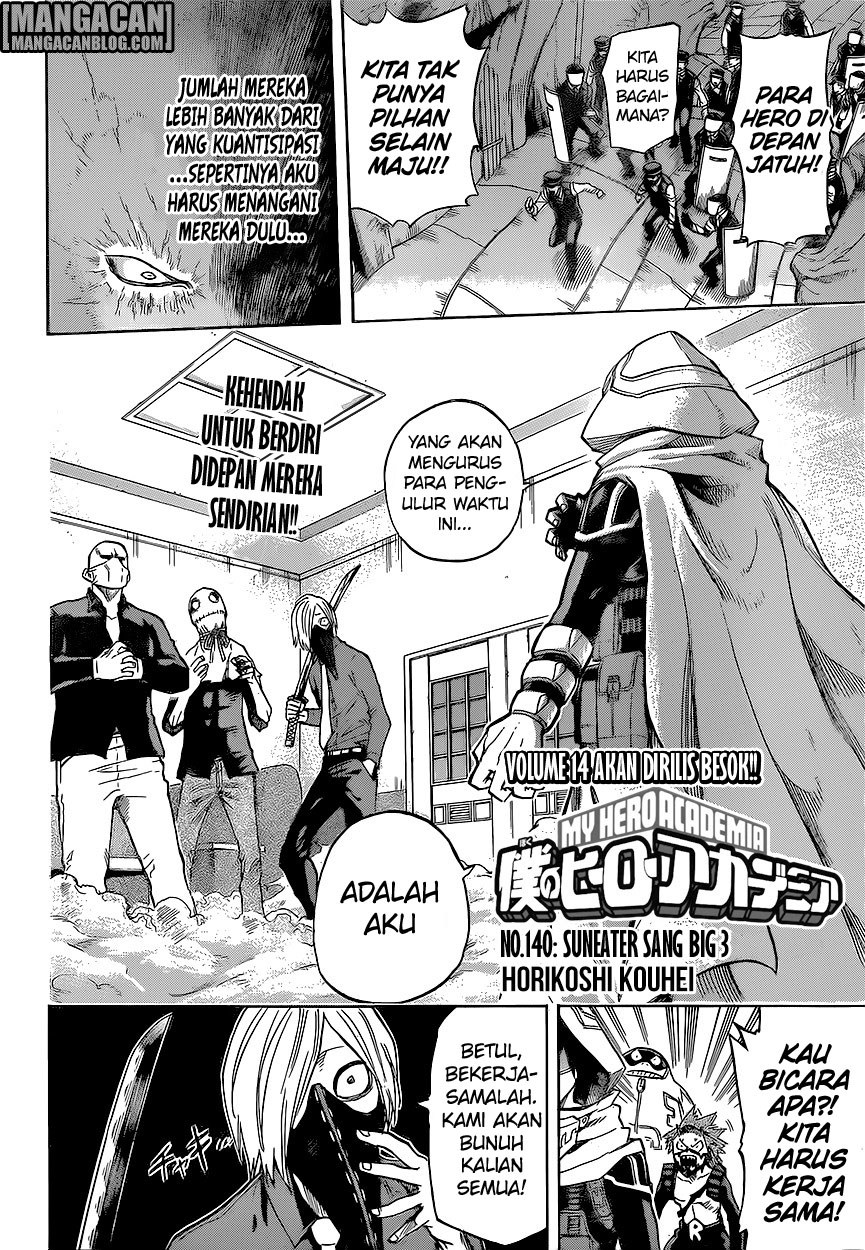 MANGACAN
MANGACANBLOG.COM
PARA
HERO DI
DEPAN
JATUH!
KITA
HARUS
BAGAI-
MANA?
KITA TAK
PUNYA
PILHAN
SELAIN
MAJU!!
JUMLAH MEREKA
LEBIH BANYAK DARI
YANG KUANTISIPASI
...SEPERTINYA AKU
HARUS MENANGANI
MEREKA DULU...
KEHENDAK
UNTUK BERDIRI
DIDEPAN MEREKA
SENDIRIAN!!
YANG AKAN
MENGURUS
PARA PENG-
ULUR WAKTU
INI...
ADALAH
AKU
VOLUME 14 AKAN DIRILIS BESOK!!
MY HERO ACADEMIA
僕のヒーローアカデミア
NO.140: SUNEATER SANG BIG 3
HORIKOSHI KOUHEI
KAU
BICARA
APA?!
KITA
HARUS
KERJA
SAMA!
R
BETUL,
BEKERJA-
SAMALAH.
KAMI AKAN
BUNUH
KALIAN
SEMUA!